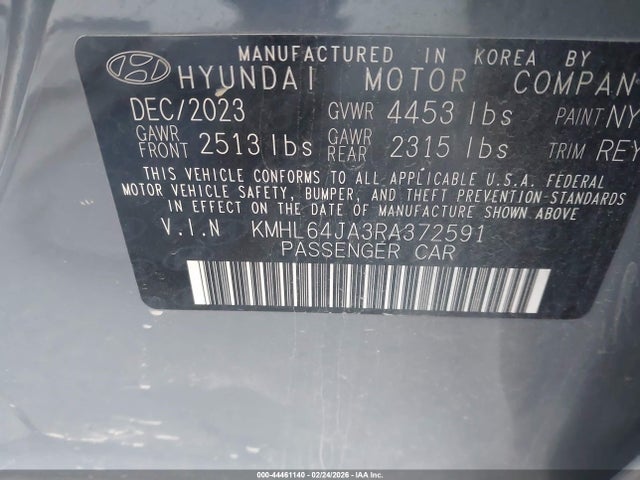 MANUFACTURED IN KOREA BY
HYUNDAI MOTOR COMPAN
DEC/2023 GVWR 4453 lbs PAINT NY
GAWR FRONT 2513 lbs GAWR REAR 2315 lbs TRIM REY
THIS VEHICLE CONFORMS TO ALL APPLICABLE U.S.A. FEDERAL
MOTOR VEHICLE SAFETY, BUMPER, AND THEFT PREVENTION-STANDARDS
IN EFFECT ON THE DATE OF MANUFACTURE SHOWN ABOVE.
V.I.N KMHL64JA3RA372591
PASSENGER CAR
000-44461140 - 02/24/2026 - Copyright © IAA, Inc.